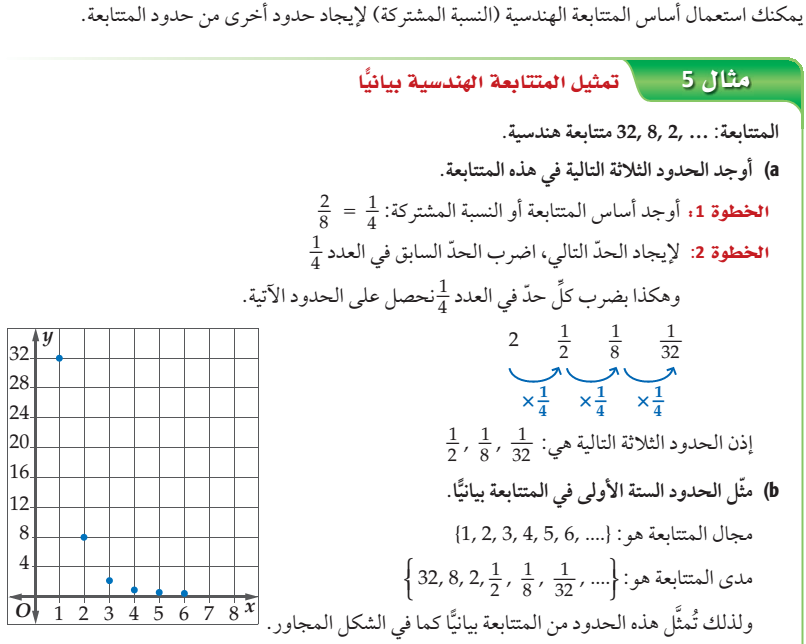 يمكنك استعمال أساس المتتابعة الهندسية (النسبة المشتركة) لإيجاد حدود أخرى من حدود المتتابعة.
مثال 5 تمثيل المتتابعة الهندسية بيانيًّا
المتتابعة: 32, 8, 2, ... متتابعة هندسية.
a) أوجد الحدود الثلاثة التالية في هذه المتتابعة.
الخطوة 1: أوجد أساس المتتابعة أو النسبة المشتركة: 2/8 = 1/4
الخطوة 2: لإيجاد الحدّ التالي، اضرب الحدّ السابق في العدد 1/4
وهكذا بضرب كلِّ حدّ في العدد 1/4 نحصل على الحدود الآتية.
2 1/2 1/8 1/32
×1/4 ×1/4 ×1/4
إذن الحدود الثلاثة التالية هي: 1/2 , 1/8 , 1/32
b) مثّل الحدود الستة الأولى في المتتابعة بيانيًّا.
مجال المتتابعة هو: {1, 2, 3, 4, 5, 6, ....}
مدى المتتابعة هو: {32, 8, 2, 1/2 , 1/8 , 1/32 , ....}
ولذلك تُمثَّل هذه الحدود من المتتابعة بيانيًّا كما في الشكل المجاور.
y
32
28
24
20
16
12
8
4
O 1 2 3 4 5 6 7 8 x